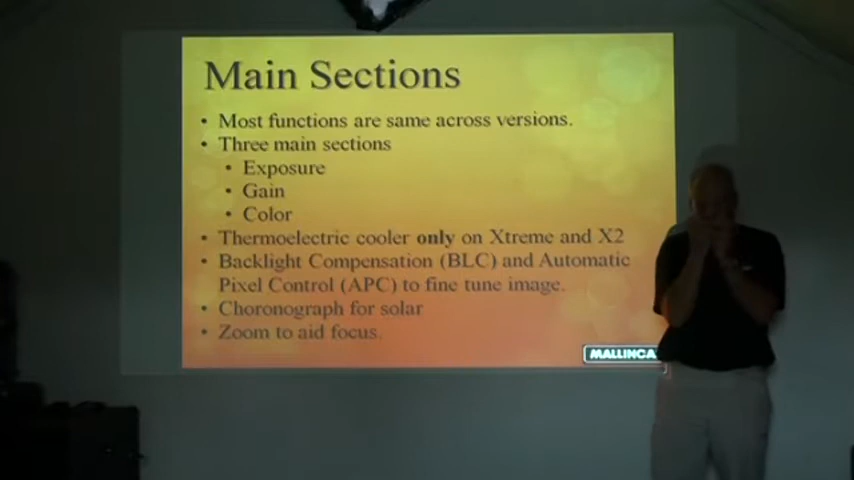 Main Sections
• Most functions are same across versions.
• Three main sections
• Exposure
• Gain
• Color
• Thermoelectric cooler only on Xtreme and X2
• Backlight Compensation (BLC) and Automatic
Pixel Control (APC) to fine tune image.
• Choronograph for solar
• Zoom to aid focus.
MALLINCA